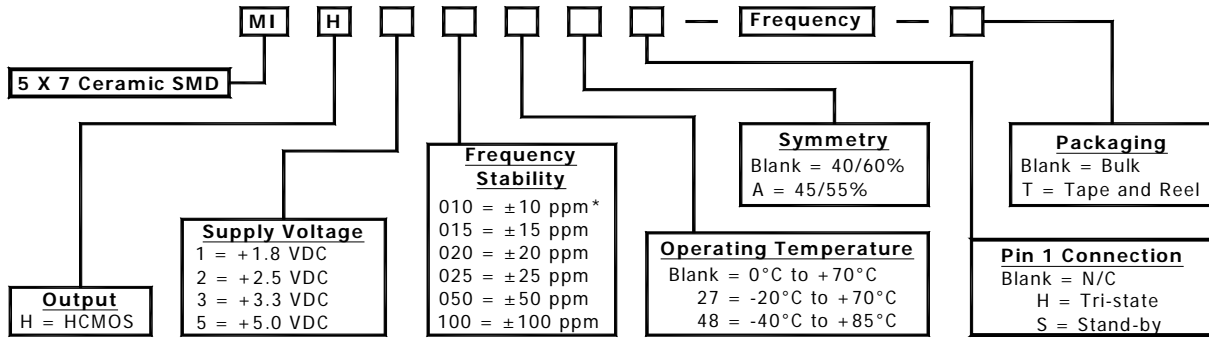 MI H — Frequency —
5 X 7 Ceramic SMD
Output
H = HCMOS
Supply Voltage
1 = +1.8 VDC
2 = +2.5 VDC
3 = +3.3 VDC
5 = +5.0 VDC
Frequency
Stability
010 = ±10 ppm*
015 = ±15 ppm
020 = ±20 ppm
025 = ±25 ppm
050 = ±50 ppm
100 = ±100 ppm
Operating Temperature
Blank = 0°C to +70°C
27 = -20°C to +70°C
48 = -40°C to +85°C
Symmetry
Blank = 40/60%
A = 45/55%
Pin 1 Connection
Blank = N/C
H = Tri-state
S = Stand-by
Packaging
Blank = Bulk
T = Tape and Reel